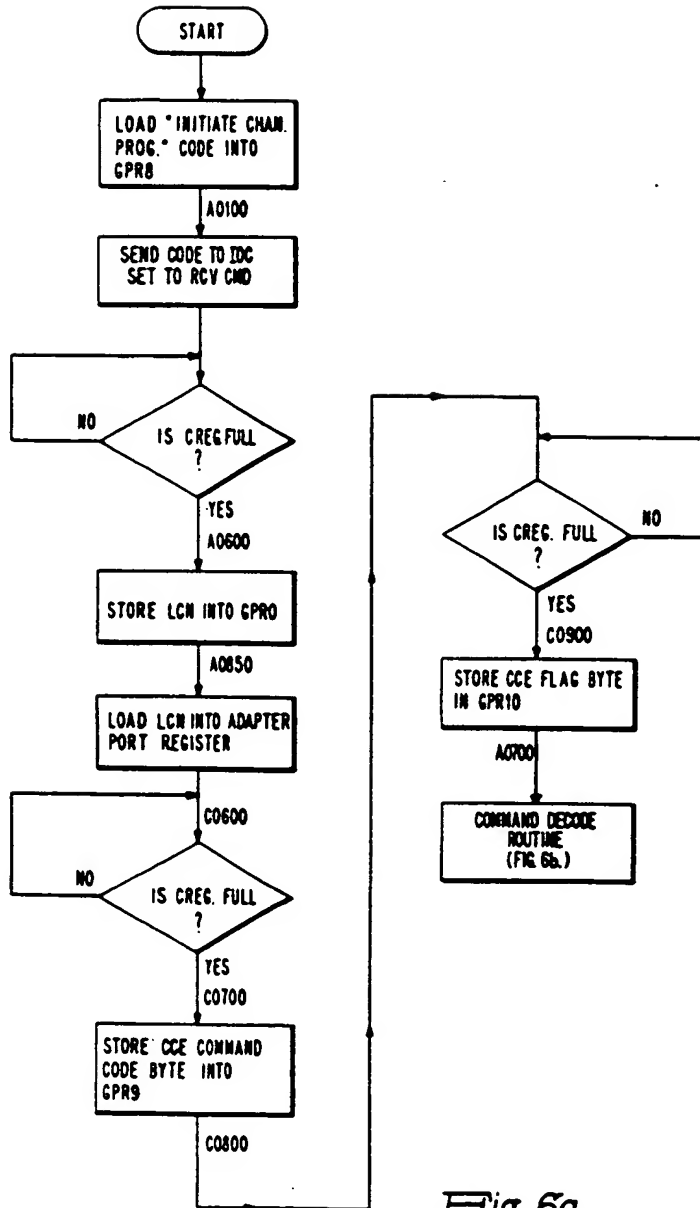 START
LOAD "INITIATE CHAN.
PROG." CODE INTO
GPR8
A0100
SEND CODE TO IDC
SET TO RCV CMD
NO
IS CREG FULL
?
YES
A0600
STORE LCN INTO GPR0
A0850
LOAD LCN INTO ADAPTER
PORT REGISTER
C0600
NO
IS CREG. FULL
?
YES
C0700
STORE CCE COMMAND
CODE BYTE INTO
GPR9
C0800
IS CREG. FULL
?
NO
YES
C0900
STORE CCE FLAG BYTE
IN GPR10
A0700
COMMAND DECODE
ROUTINE
(FIG. 6b.)
Fig. 6a